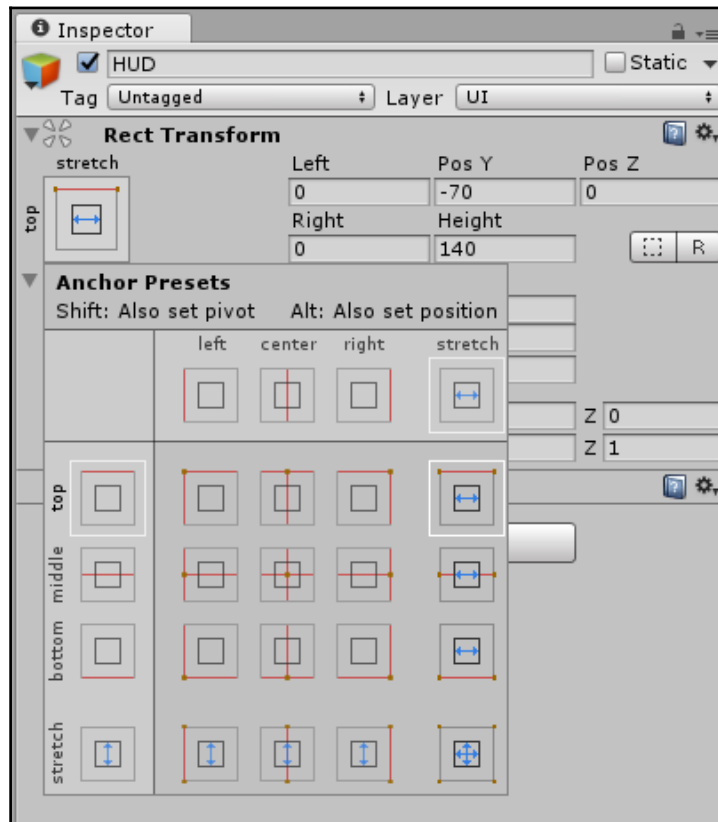 Inspector
HUD Static
Tag Untagged Layer UI
Rect Transform
stretch Left Pos Y Pos Z
top 0 -70 0
Right Height
0 140 R
Anchor Presets
Shift: Also set pivot Alt: Also set position
left center right stretch
Z 0
Z 1
top
middle
bottom
stretch